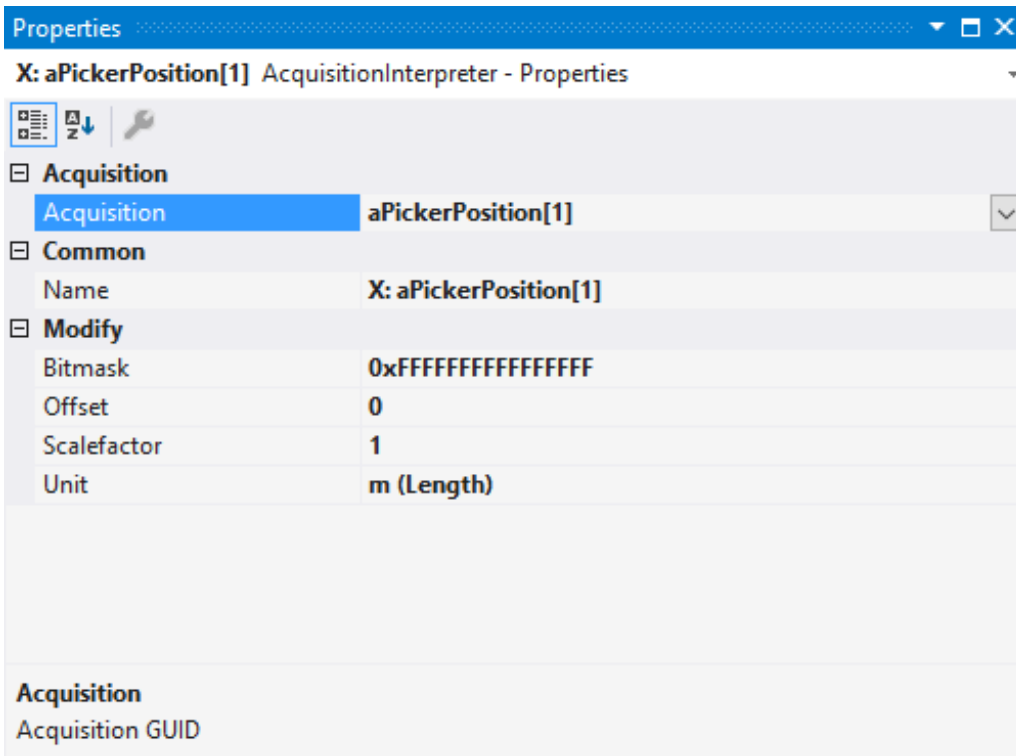 Properties
X: aPickerPosition[1] AcquisitionInterpreter - Properties
Acquisition
Acquisition aPickerPosition[1]
Common
Name X: aPickerPosition[1]
Modify
Bitmask 0xFFFFFFFFFFFFFFFF
Offset 0
Scalefactor 1
Unit m (Length)
Acquisition
Acquisition GUID